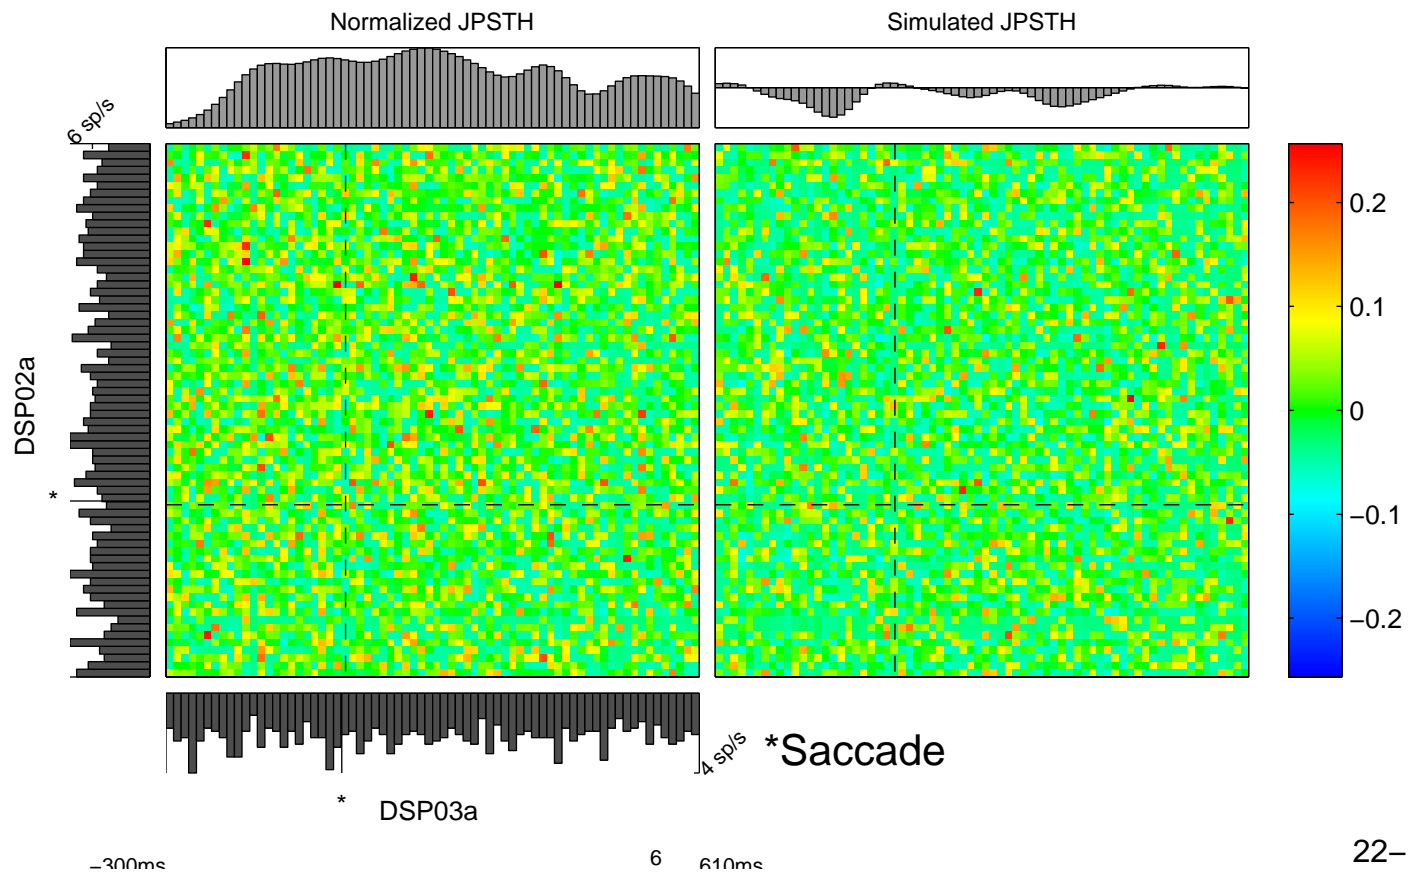 Normalized JPSTH
Simulated JPSTH
6 sp/s
DSP02a
*
0.2
0.1
0
−0.1
−0.2
4 sp/s
*Saccade
*
DSP03a
−300ms
6
610ms
22−